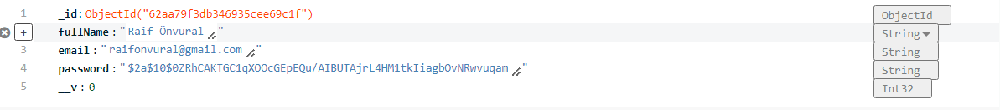 1 _id: ObjectId("62aa79f3db346935cee69c1f") ObjectId
+ fullName : "Raif Önvural " String
3 email : "raifonvural@gmail.com " String
4 password : "$2a$10$0ZRhCAKTGC1qXOOcGEpEQu/AIBUTAjrL4HM1tkIiagbOvNRwvuqam " String
5 __v : 0 Int32